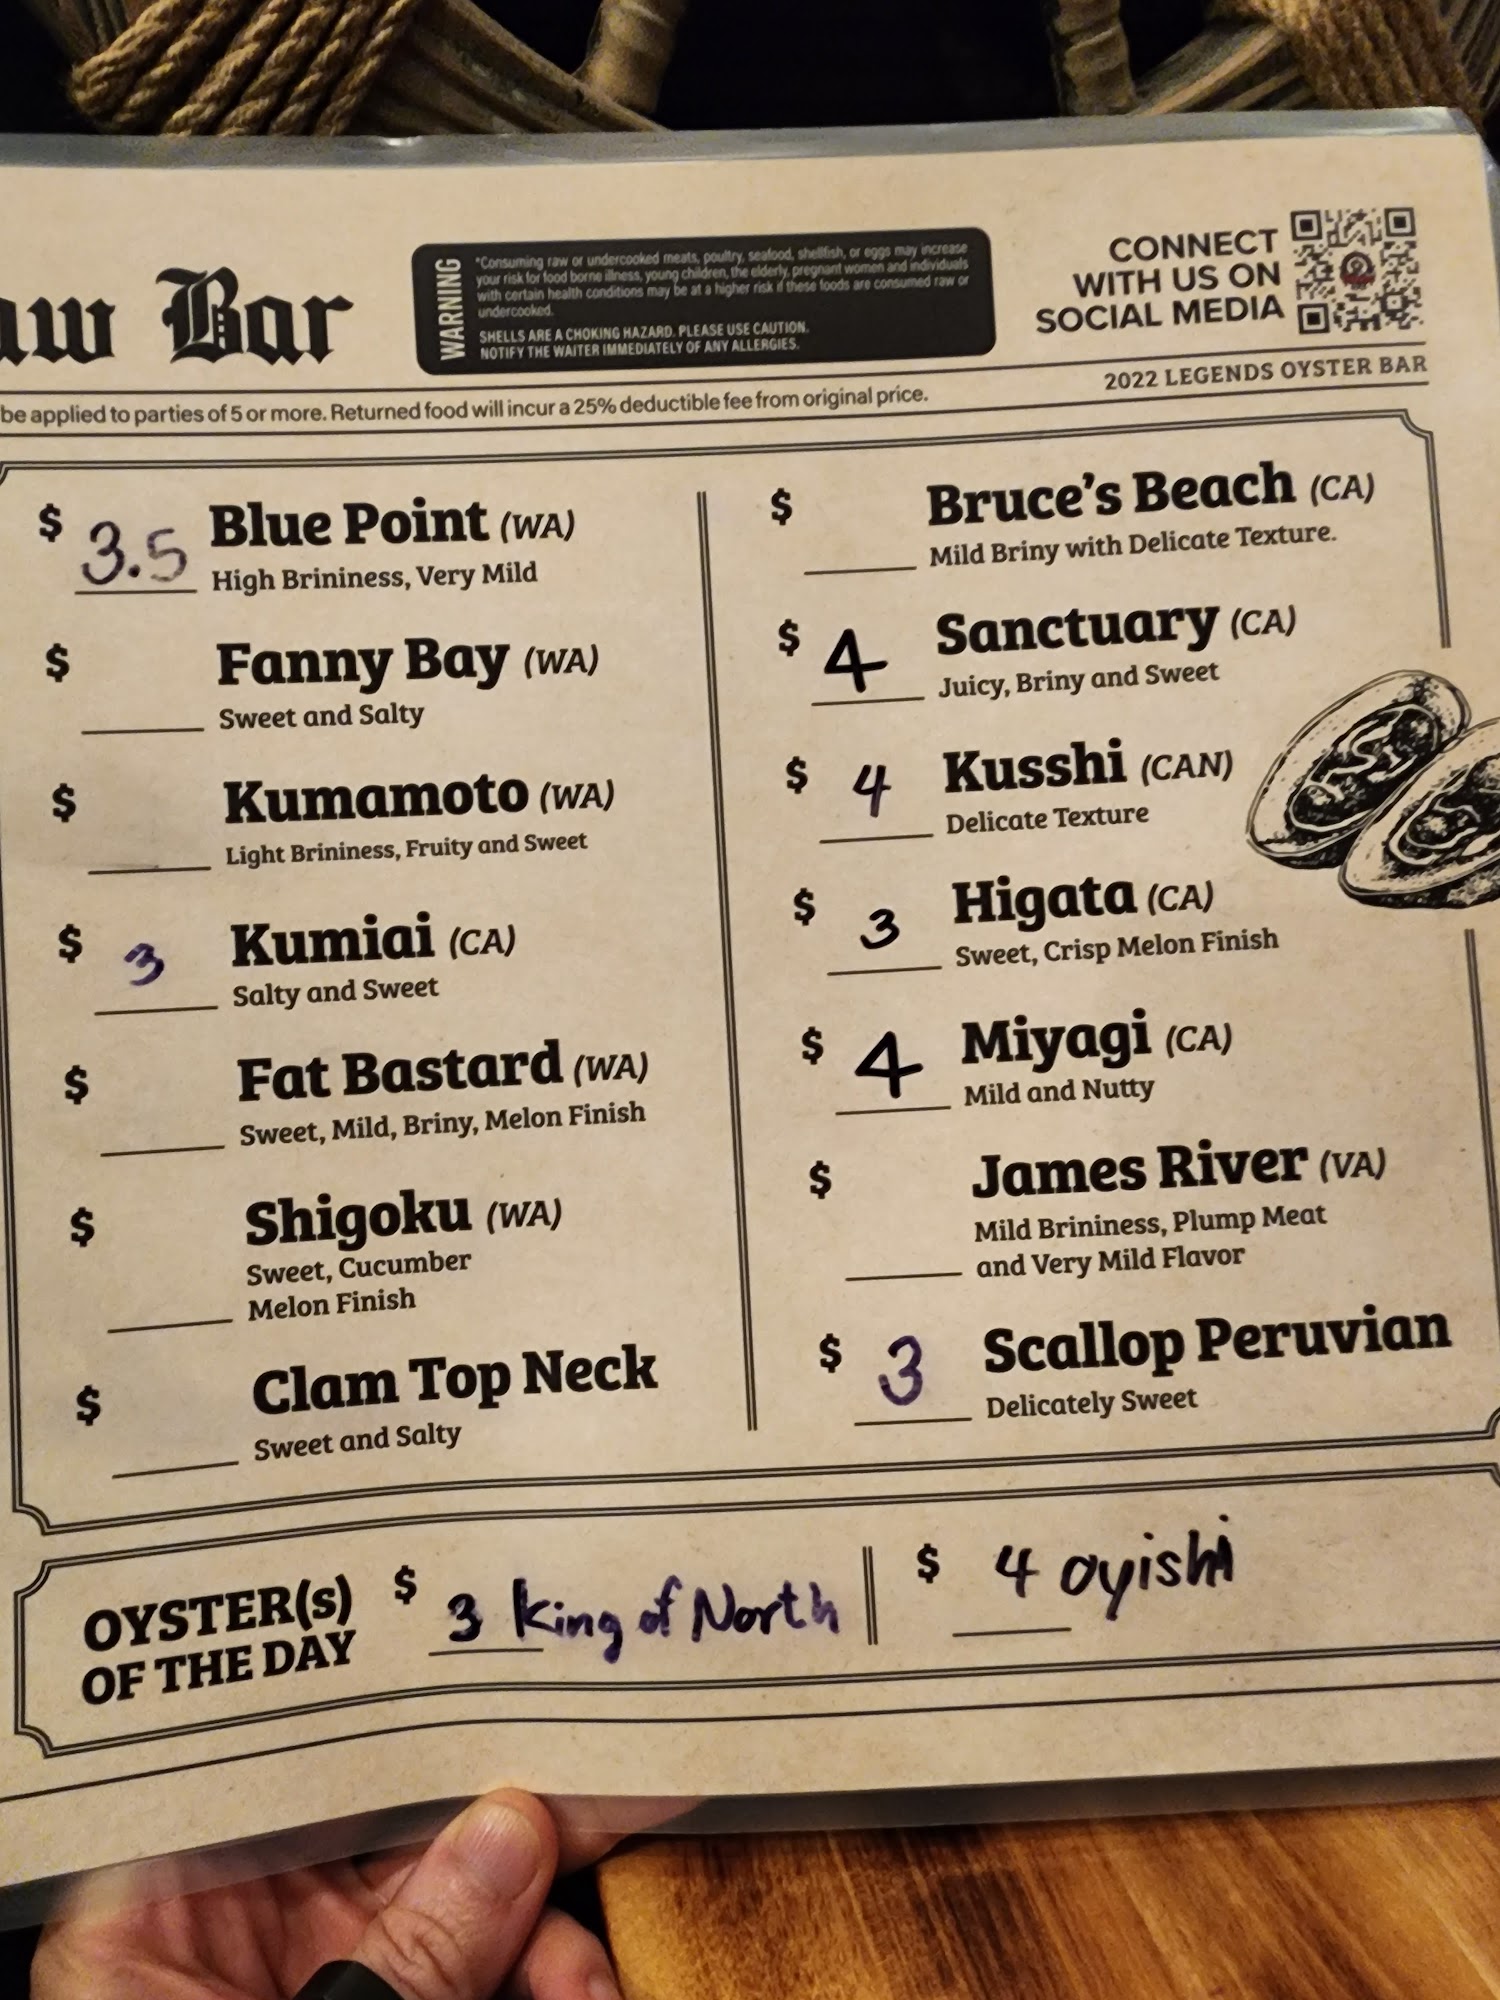 aw Bar
WARNING
*Consuming raw or undercooked meats, poultry, seafood, shellfish, or eggs may increase
your risk for food borne illness, young children, the elderly, pregnant women and individuals
with certain health conditions may be at a higher risk if these foods are consumed raw or
undercooked.
SHELLS ARE A CHOKING HAZARD. PLEASE USE CAUTION.
NOTIFY THE WAITER IMMEDIATELY OF ANY ALLERGIES.
CONNECT
WITH US ON
SOCIAL MEDIA
2022 LEGENDS OYSTER BAR
be applied to parties of 5 or more. Returned food will incur a 25% deductible fee from original price.
$ 3.5 Blue Point (WA)
High Brininess, Very Mild
$ Fanny Bay (WA)
Sweet and Salty
$ Kumamoto (WA)
Light Brininess, Fruity and Sweet
$ 3 Kumiai (CA)
Salty and Sweet
$ Fat Bastard (WA)
Sweet, Mild, Briny, Melon Finish
$ Shigoku (WA)
Sweet, Cucumber
Melon Finish
$ Clam Top Neck
Sweet and Salty
$ Bruce's Beach (CA)
Mild Briny with Delicate Texture.
$ 4 Sanctuary (CA)
Juicy, Briny and Sweet
$ 4 Kusshi (CAN)
Delicate Texture
$ 3 Higata (CA)
Sweet, Crisp Melon Finish
$ 4 Miyagi (CA)
Mild and Nutty
$ James River (VA)
Mild Brininess, Plump Meat
and Very Mild Flavor
$ 3 Scallop Peruvian
Delicately Sweet
OYSTER(s)
OF THE DAY
$ 3 King of North
$ 4 oyishi